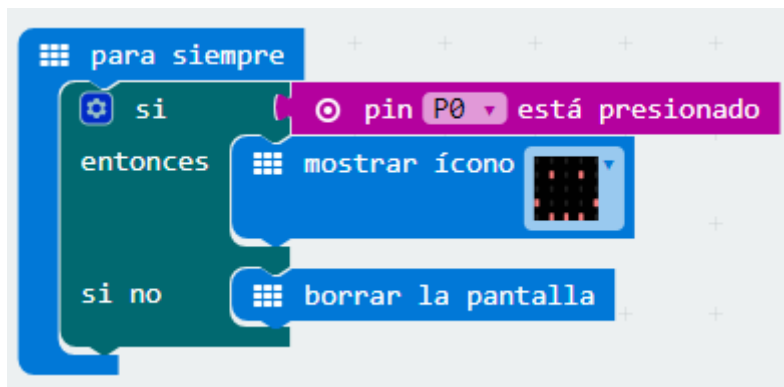 para siempre
si pin P0 está presionado
entonces mostrar ícono
si no borrar la pantalla